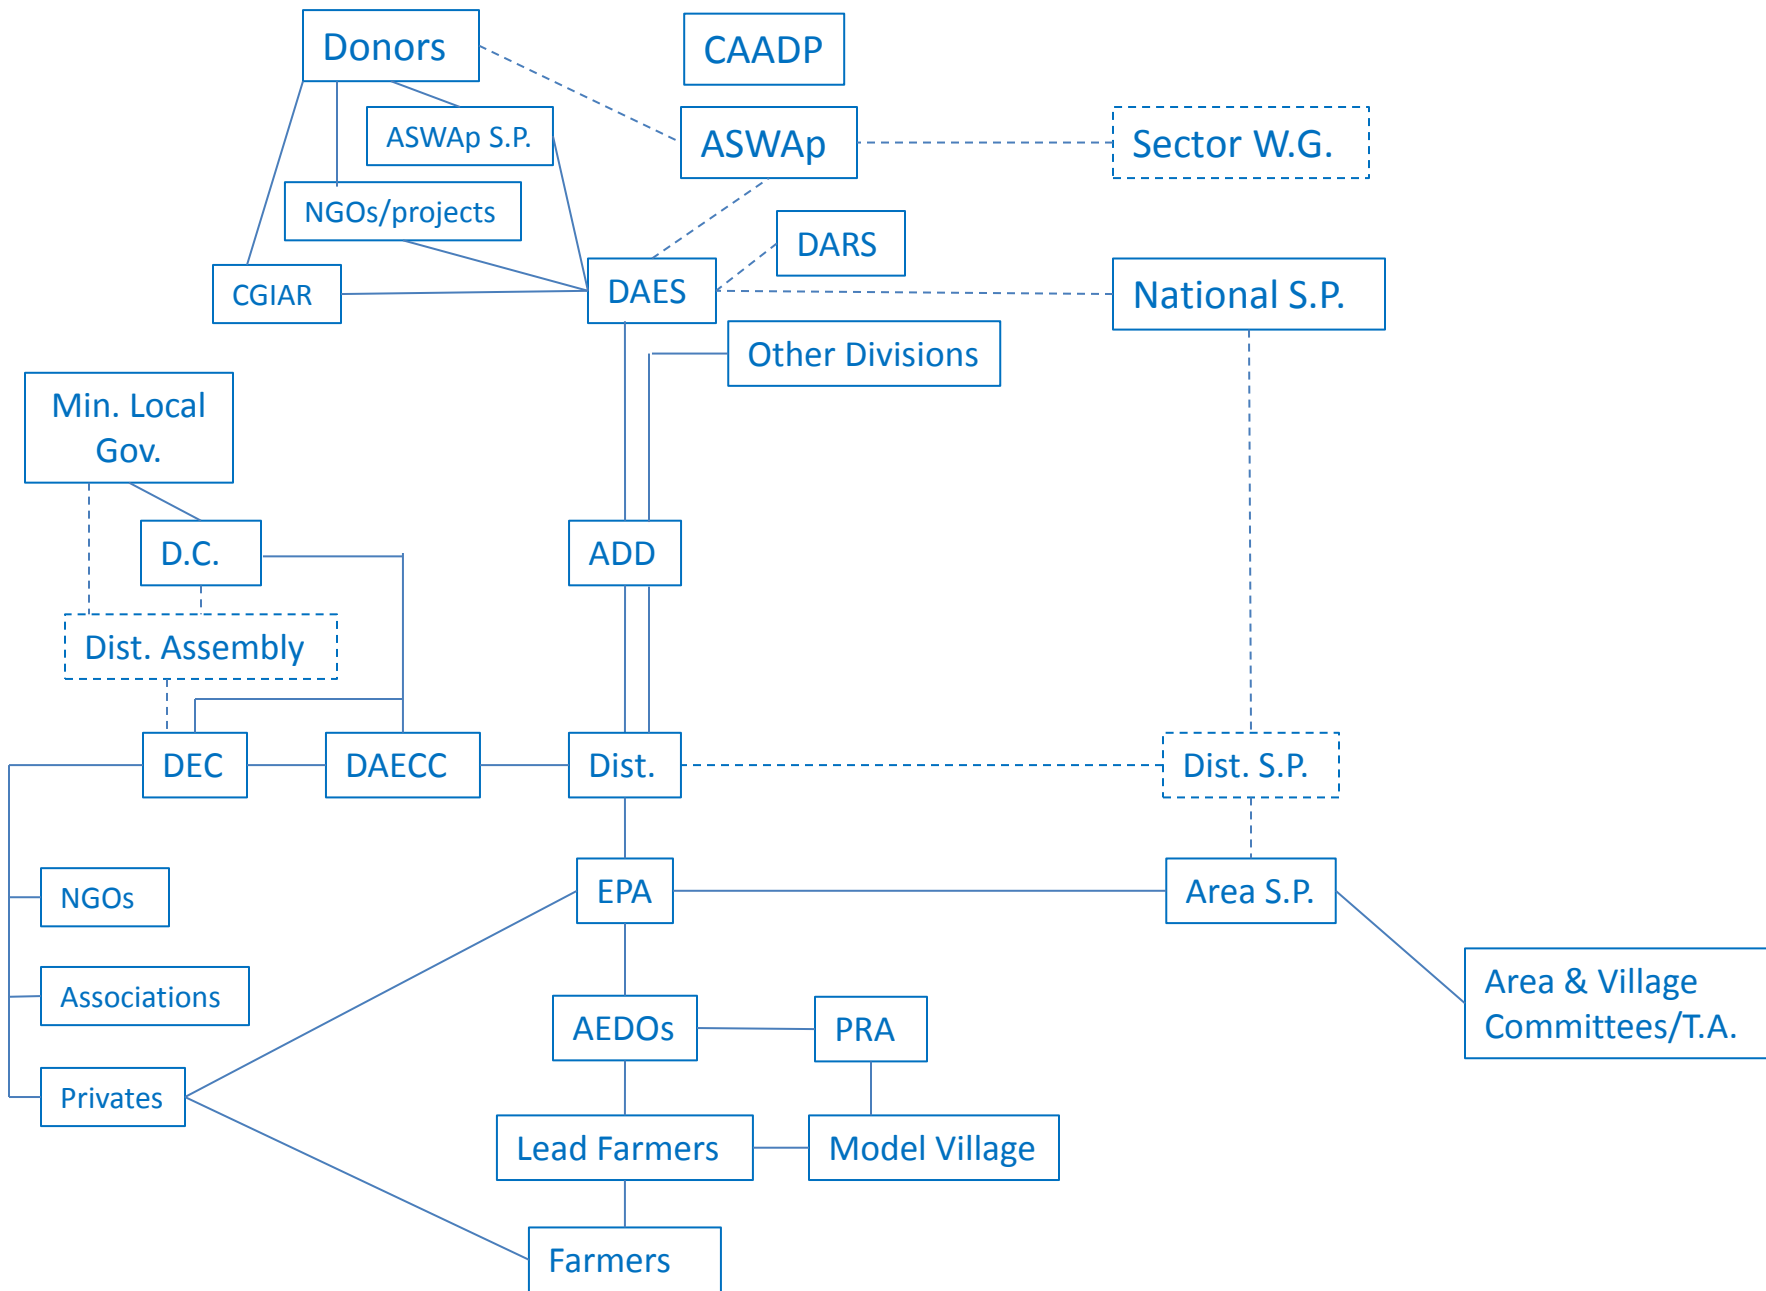 Donors
CAADP
ASWAp S.P.
ASWAp
Sector W.G.
NGOs/projects
DARS
CGIAR
DAES
National S.P.
Other Divisions
Min. Local
Gov.
D.C.
ADD
Dist. Assembly
DEC
DAECC
Dist.
Dist. S.P.
NGOs
EPA
Area S.P.
Associations
AEDOs
PRA
Area & Village
Committees/T.A.
Privates
Lead Farmers
Model Village
Farmers